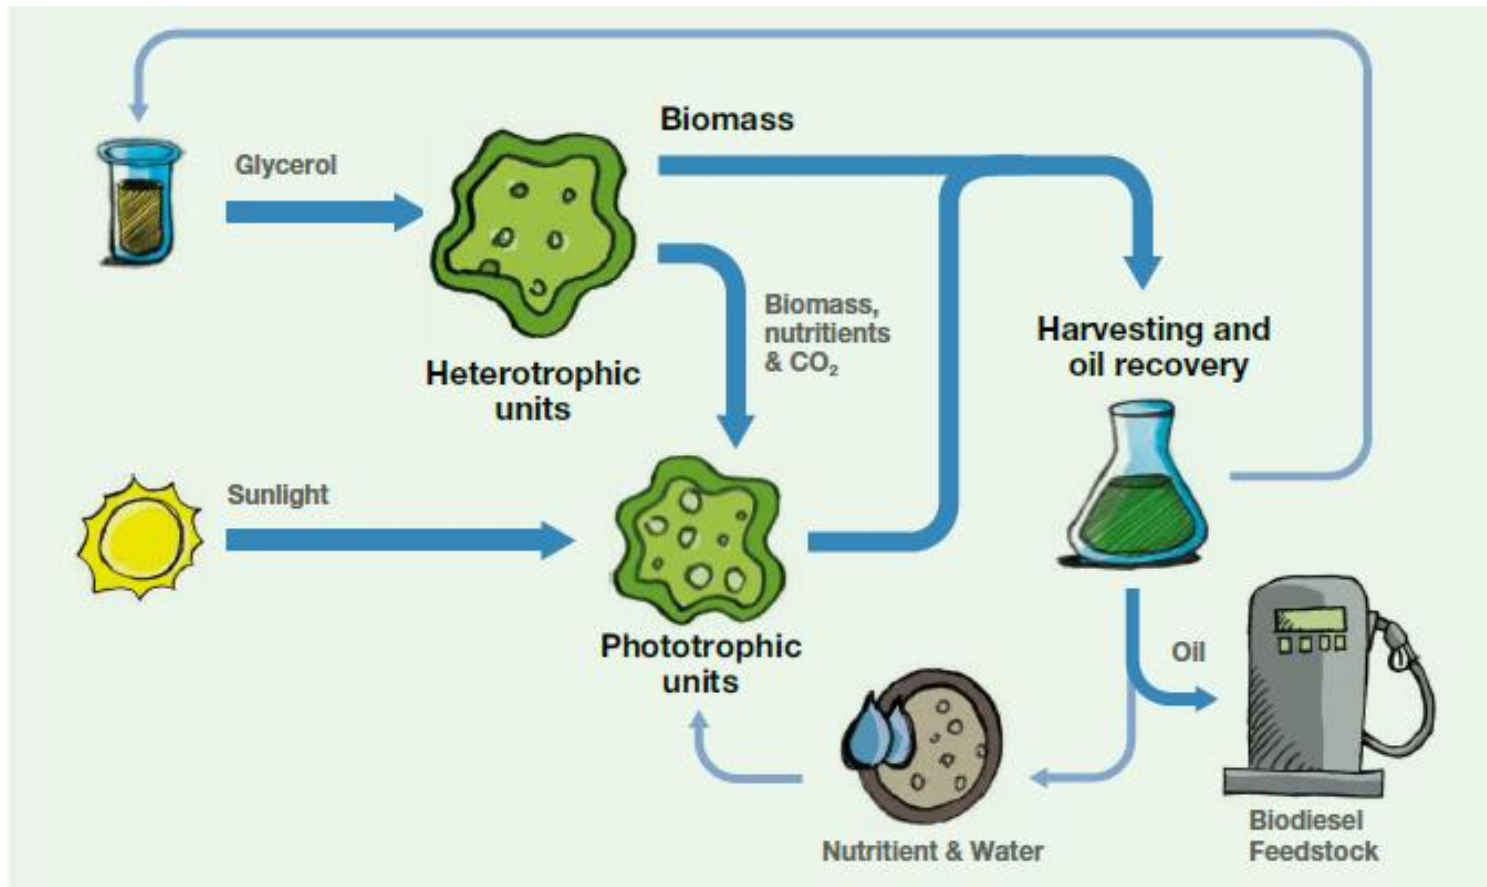 Biomass
Glycerol
Biomass,
nutritients
& CO₂
Harvesting and
oil recovery
Heterotrophic
units
Sunlight
Phototrophic
units
Oil
Nutritient & Water
Biodiesel
Feedstock